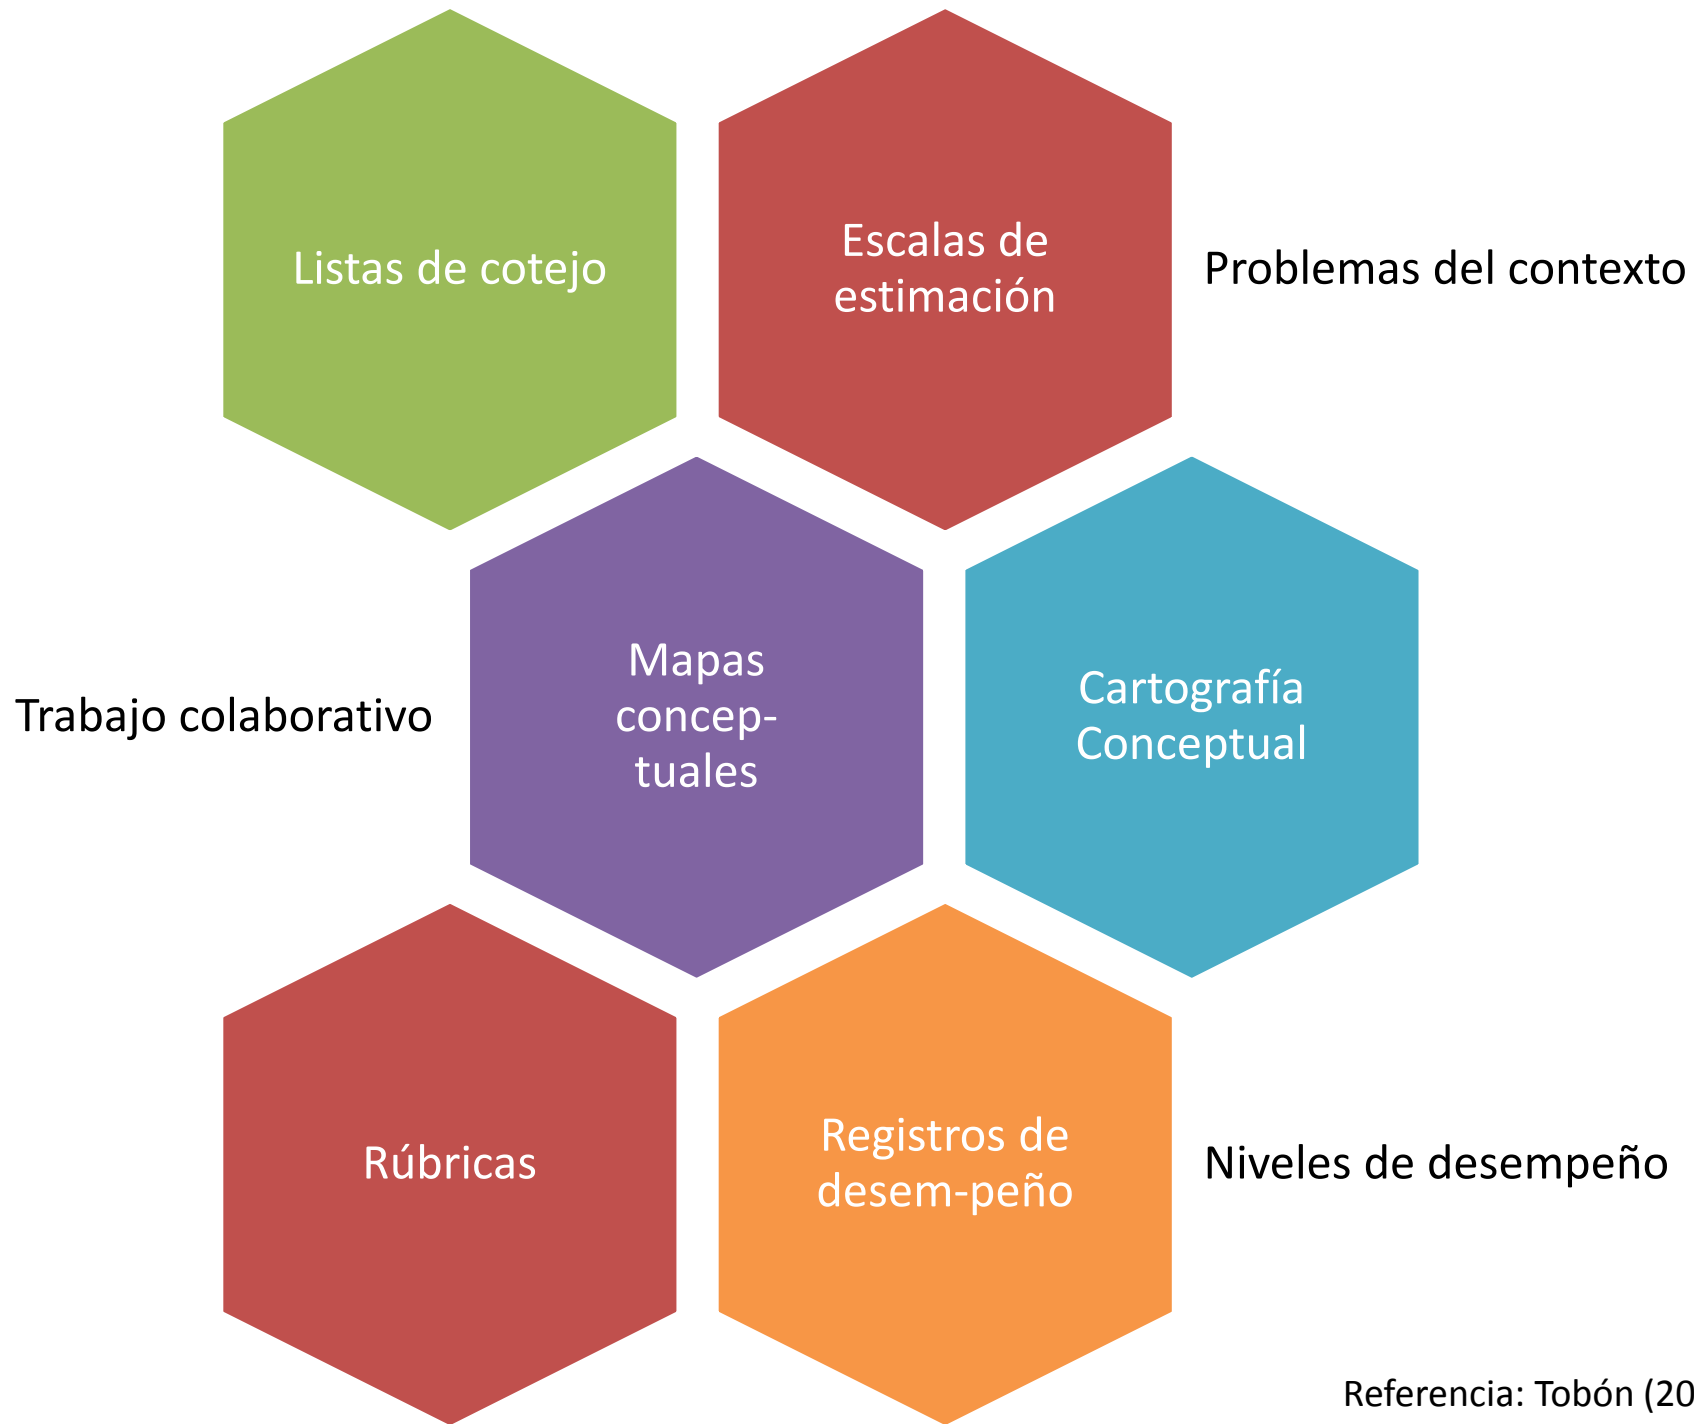 Listas de cotejo
Escalas de
estimación
Problemas del contexto
Trabajo colaborativo
Mapas
concep-
tuales
Cartografía
Conceptual
Rúbricas
Registros de
desem-peño
Niveles de desempeño
Referencia: Tobón (20